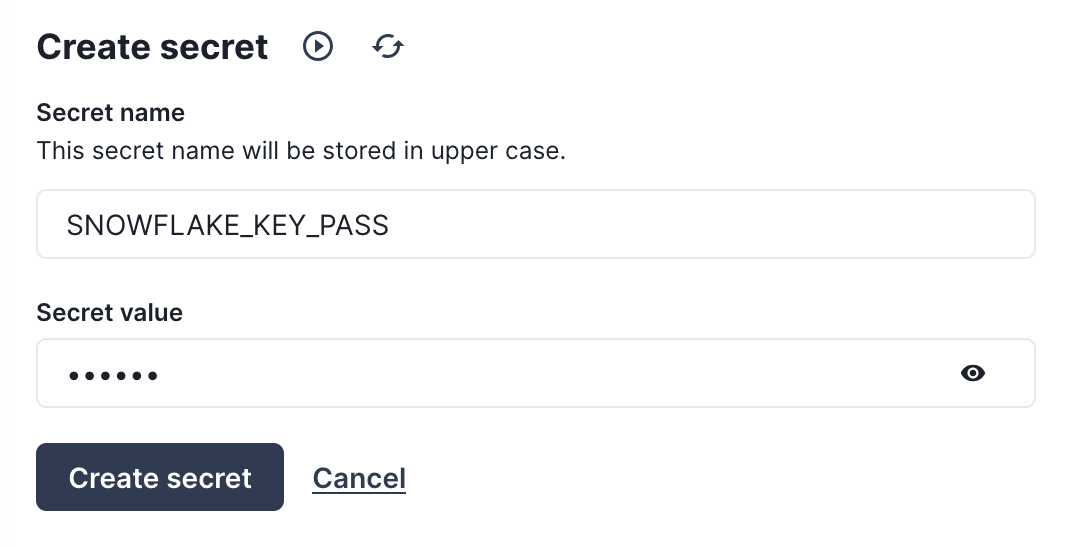 Create secret
Secret name
This secret name will be stored in upper case.
SNOWFLAKE_KEY_PASS
Secret value
••••••
Create secret Cancel